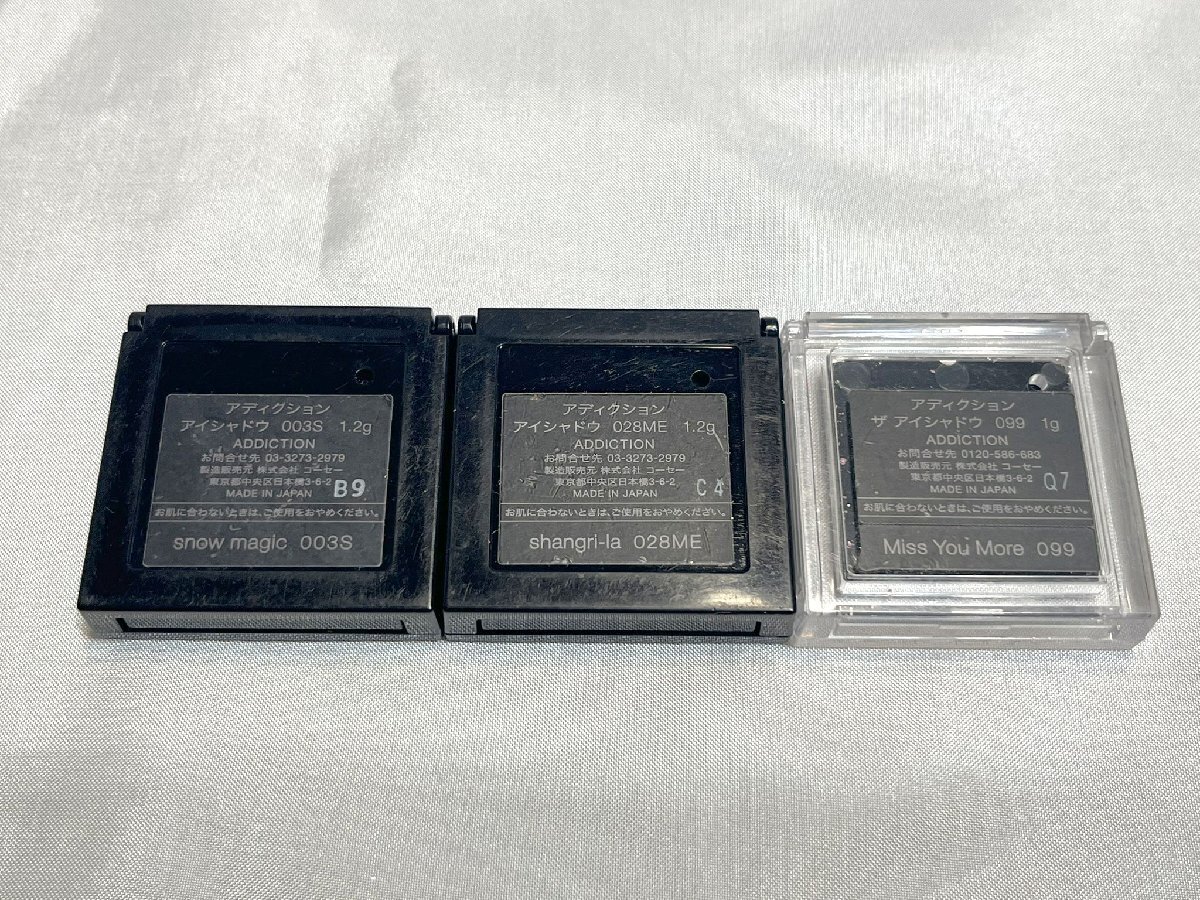 アディクション
アイシャドウ 003S 1.2g
ADDICTION
お問合せ先 03-3273-2979
製造販売元 株式会社 コーセー
東京都中央区日本橋3-6-2
MADE IN JAPAN B9
お肌に合わないときは、ご使用をおやめください。
snow magic 003S
アディクション
アイシャドウ 028ME 1.2g
ADDICTION
お問合せ先 03-3273-2979
製造販売元 株式会社 コーセー
東京都中央区日本橋3-6-2
MADE IN JAPAN C4
お肌に合わないときは、ご使用をおやめください。
shangri-la 028ME
アディクション
ザ アイシャドウ 099 1g
ADDICTION
お問合せ先 0120-586-683
製造販売元 株式会社 コーセー
東京都中央区日本橋3-6-2
MADE IN JAPAN Q7
お肌に合わないときは、ご使用をおやめください。
Miss You More 099